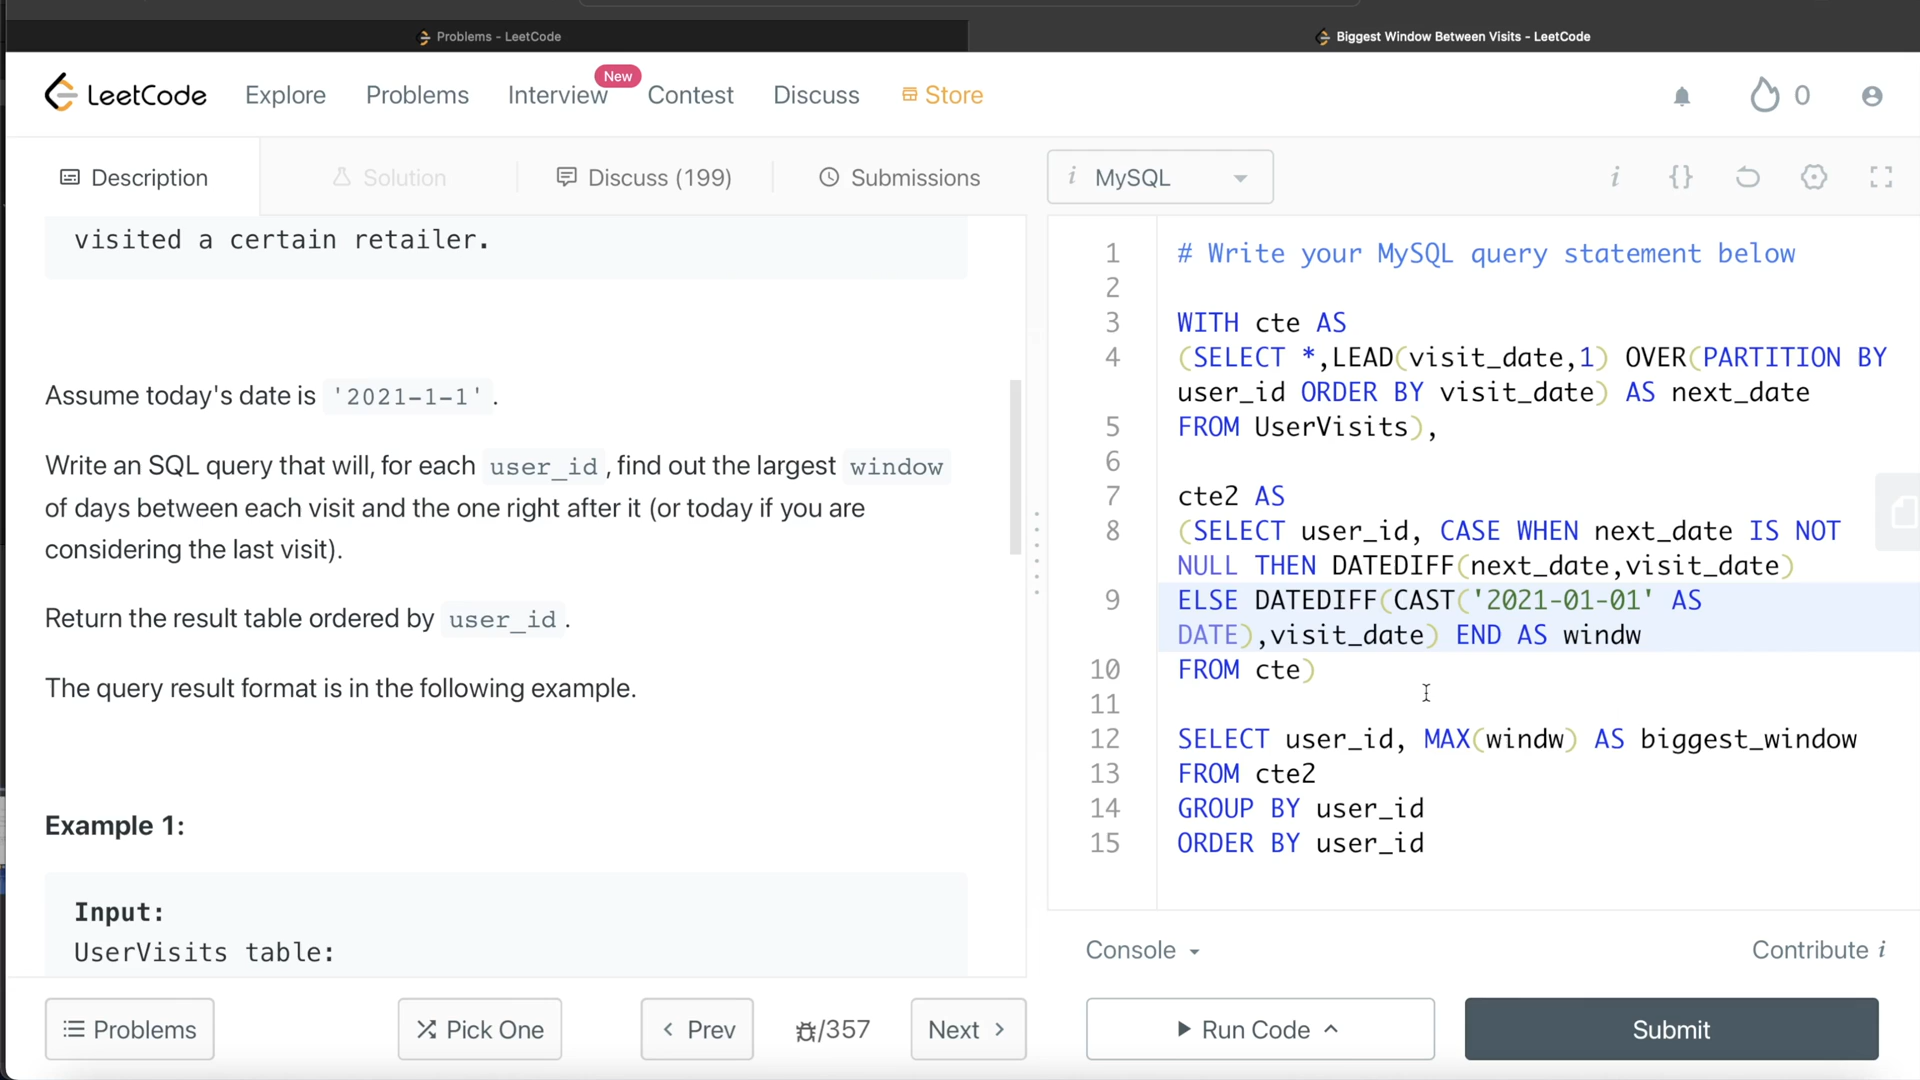 Problems - LeetCode
Biggest Window Between Visits - LeetCode
LeetCode
Explore
Problems
Interview
New
Contest
Discuss
Store
0
Description
Solution
Discuss (199)
Submissions
i MySQL
i
{}
visited a certain retailer.
Assume today's date is '2021-1-1' .
Write an SQL query that will, for each user_id , find out the largest window
of days between each visit and the one right after it (or today if you are
considering the last visit).
Return the result table ordered by user_id .
The query result format is in the following example.
Example 1:
Input:
UserVisits table:
1 # Write your MySQL query statement below
2
3 WITH cte AS
4 (SELECT *,LEAD(visit_date,1) OVER(PARTITION BY
user_id ORDER BY visit_date) AS next_date
5 FROM UserVisits),
6
7 cte2 AS
8 (SELECT user_id, CASE WHEN next_date IS NOT
NULL THEN DATEDIFF(next_date,visit_date)
9 ELSE DATEDIFF(CAST('2021-01-01' AS
DATE),visit_date) END AS windw
10 FROM cte)
11
12 SELECT user_id, MAX(windw) AS biggest_window
13 FROM cte2
14 GROUP BY user_id
15 ORDER BY user_id
Console
Contribute i
Problems
Pick One
Prev
/357
Next
Run Code
Submit